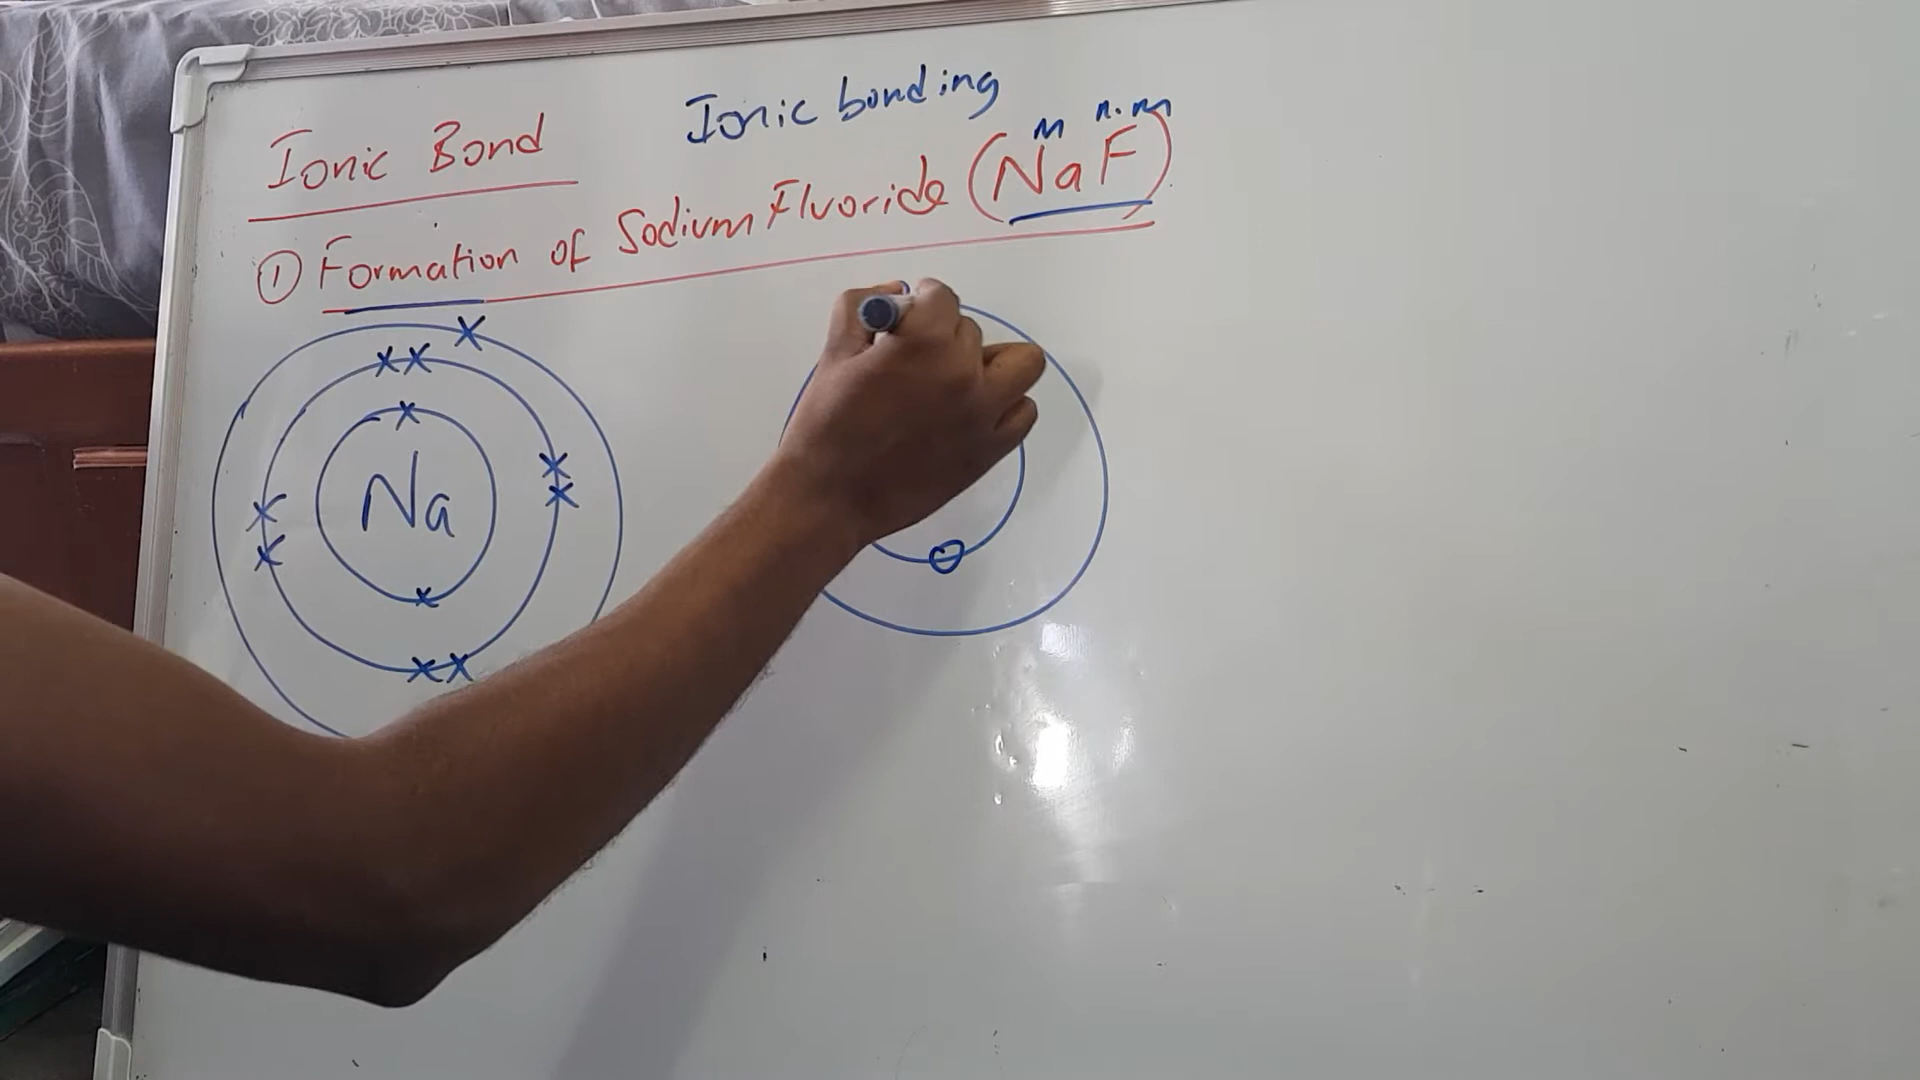 Ionic Bond
Ionic bonding
m n.m
① Formation of Sodium Fluoride (NaF)
Na